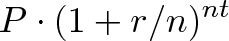 P · (1 + r/n)^{nt}